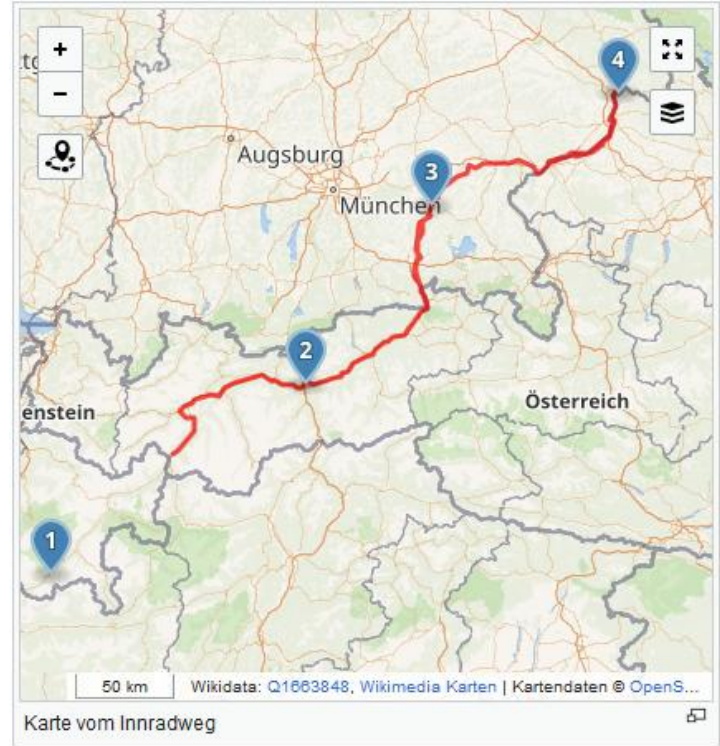 +
−
4
Augsburg
3
München
2
enstein
Österreich
1
50 km
Wikidata: Q1663848, Wikimedia Karten | Kartendaten © OpenS...
Karte vom Innradweg